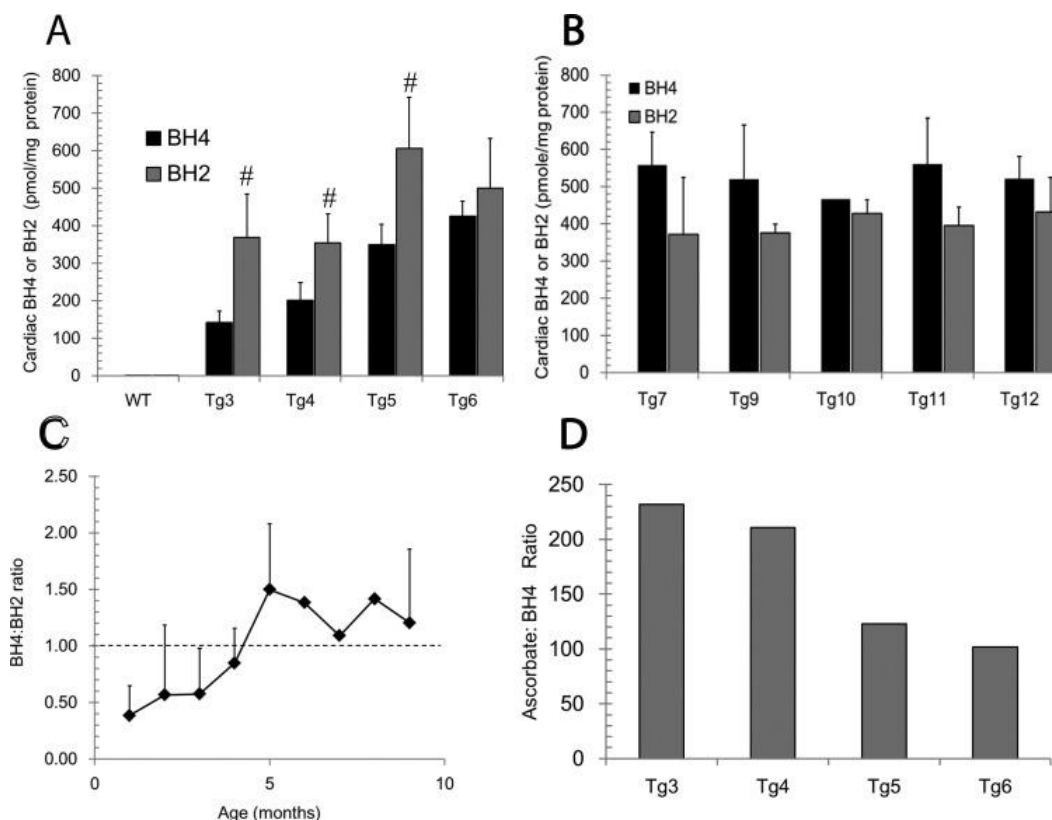 A
Cardiac BH4 or BH2 (pmol/mg protein)
800
700
600
500
400
300
200
100
0
BH4
BH2
#
#
#
WT
Tg3
Tg4
Tg5
Tg6
B
Cardiac BH4 or BH2 (pmole/mg protein)
800
700
600
500
400
300
200
100
0
BH4
BH2
Tg7
Tg9
Tg10
Tg11
Tg12
C
BH4:BH2 ratio
2.50
2.00
1.50
1.00
0.50
0.00
0
5
10
Age (months)
D
Ascorbate: BH4 Ratio
250
200
150
100
50
0
Tg3
Tg4
Tg5
Tg6